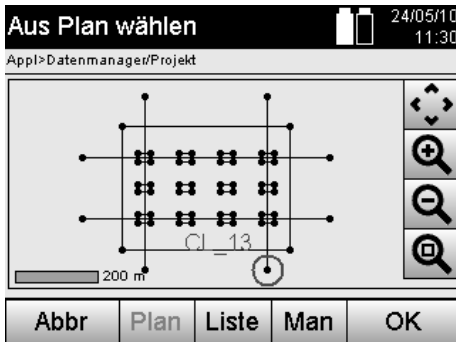 Aus Plan wählen
24/05/10
11:30
Appl>Datenmanager/Projekt
CL_13
200 m
Abbr
Plan
Liste
Man
OK